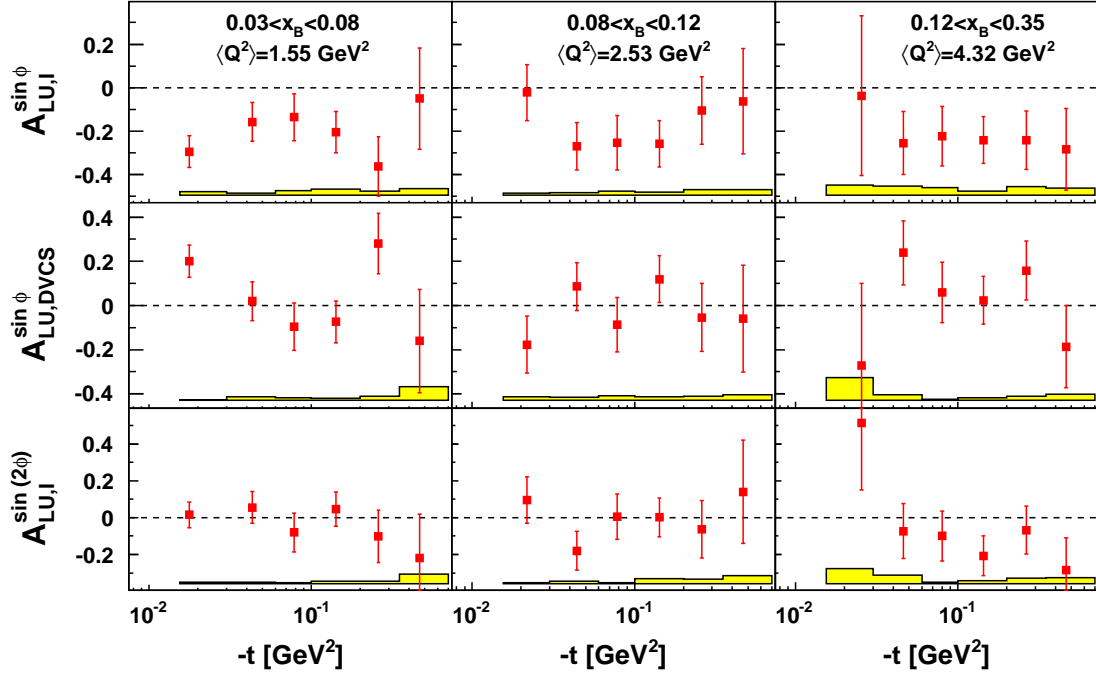 0.03<x_B<0.08
⟨Q²⟩=1.55 GeV²
0.08<x_B<0.12
⟨Q²⟩=2.53 GeV²
0.12<x_B<0.35
⟨Q²⟩=4.32 GeV²
A_LU,I^sin ϕ
0.2
0
-0.2
-0.4
A_LU,DVCS^sin ϕ
0.4
0.2
0
-0.2
-0.4
A_LU,I^sin (2ϕ)
0.4
0.2
0
-0.2
10⁻² 10⁻¹ 10⁻² 10⁻¹ 10⁻² 10⁻¹
-t [GeV²] -t [GeV²] -t [GeV²]